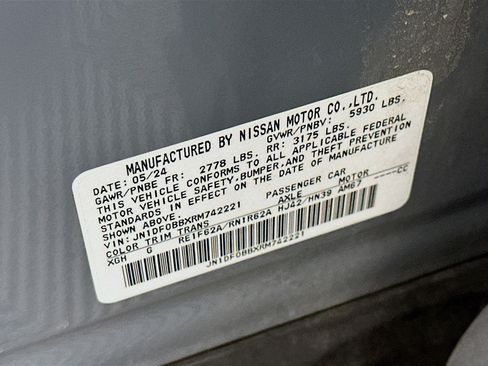 MANUFACTURED BY NISSAN MOTOR CO.,LTD.
DATE: 05/24 GVWR/PNBV: 5930 LBS.
GAWR/PNBE FR: 2778 LBS. RR: 3175 LBS.
THIS VEHICLE CONFORMS TO ALL APPLICABLE FEDERAL
MOTOR VEHICLE SAFETY, BUMPER, AND THEFT PREVENTION
STANDARDS IN EFFECT ON THE DATE OF MANUFACTURE
VIN: JN1DF0BBXRM742221 PASSENGER CAR
COLOR TRIM TRANS AXLE MOTOR -----CC
XGH G RE1F62A/RN1R62A RJ42/HN39 AM67
JN1DF0BBXRM742221